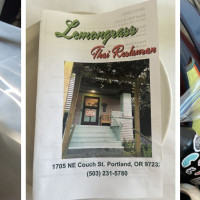 Lemongrass
Thai Restaurant
1705 NE Couch St. Portland, OR 9723
(503) 231-5780